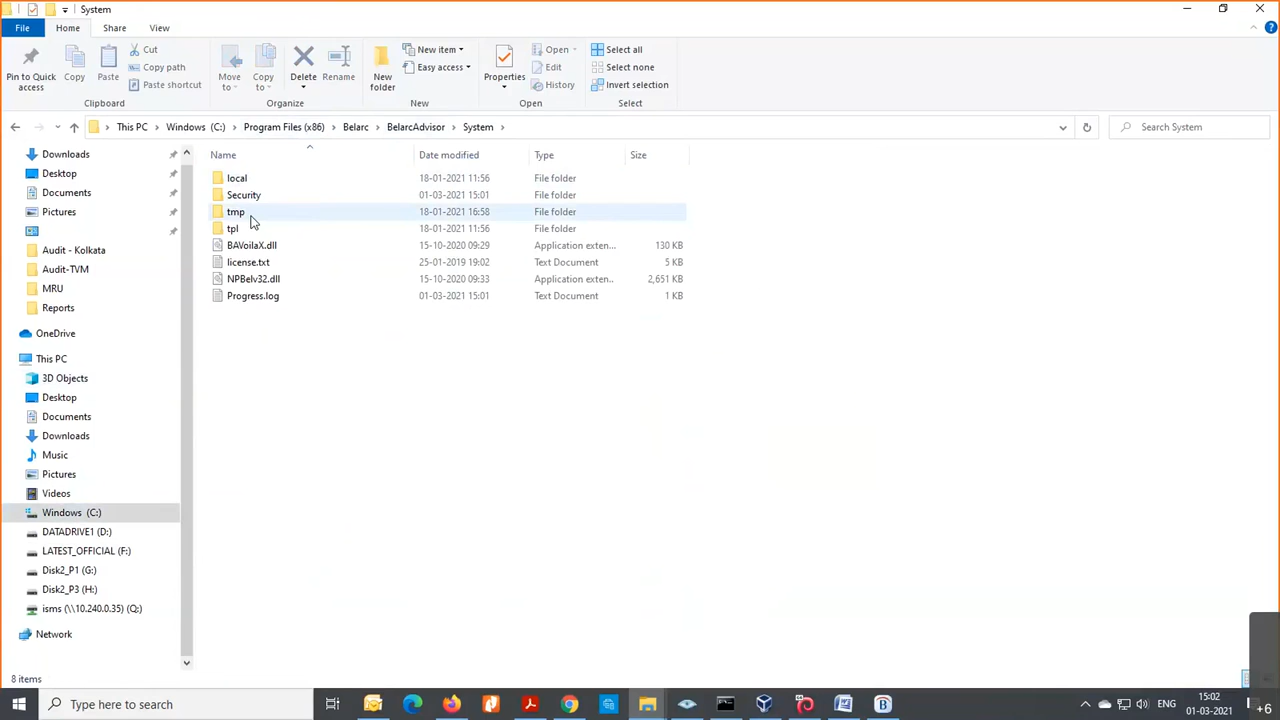 System
File Home Share View
Pin to Quick access
Copy
Paste
Cut
Copy path
Paste shortcut
Clipboard
Move to
Copy to
Delete
Rename
Organize
New folder
New item
Easy access
New
Properties
Open
Edit
History
Open
Select all
Select none
Invert selection
Select
This PC Windows (C:) Program Files (x86) Belarc BelarcAdvisor System
Search System
Downloads
Desktop
Documents
Pictures
Audit - Kolkata
Audit-TVM
MRU
Reports
OneDrive
This PC
3D Objects
Desktop
Documents
Downloads
Music
Pictures
Videos
Windows (C:)
DATADRIVE1 (D:)
LATEST_OFFICIAL (F:)
Disk2_P1 (G:)
Disk2_P3 (H:)
isms (\\10.240.0.35) (Q:)
Network
Name Date modified Type Size
local 18-01-2021 11:56 File folder
Security 01-03-2021 15:01 File folder
tmp 18-01-2021 16:58 File folder
tpl 18-01-2021 11:56 File folder
BAVoilaX.dll 15-10-2020 09:29 Application exten... 130 KB
license.txt 25-01-2019 19:02 Text Document 5 KB
NPBelv32.dll 15-10-2020 09:33 Application exten... 2,651 KB
Progress.log 01-03-2021 15:01 Text Document 1 KB
8 items
Type here to search
ENG
15:02
01-03-2021
+6